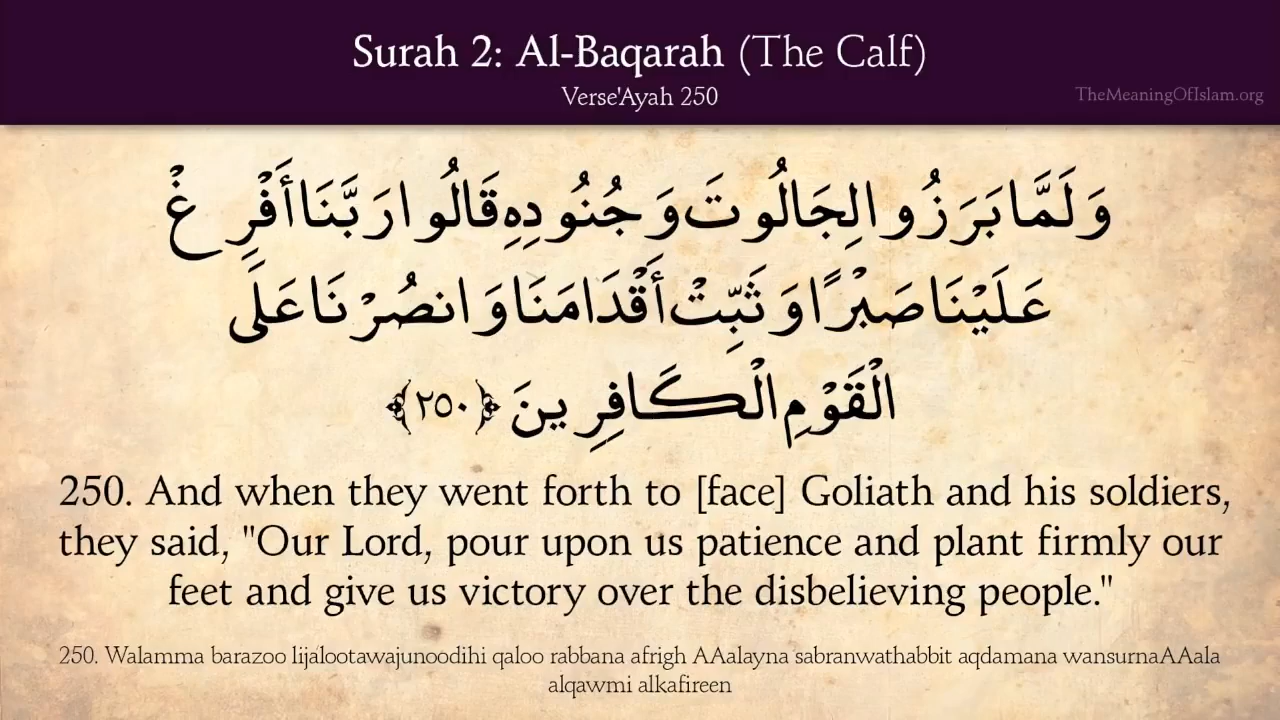 Surah 2: Al-Baqarah (The Calf)
Verse'Ayah 250
TheMeaningOfIslam.org
وَلَمَّا بَرَزُوا لِجَالُوتَ وَجُنُودِهِ قَالُوا رَبَّنَا أَفْرِغْ
عَلَيْنَا صَبْرًا وَثَبِّتْ أَقْدَامَنَا وَانصُرْنَا عَلَى
الْقَوْمِ الْكَافِرِينَ ﴿٢٥٠﴾
250. And when they went forth to [face] Goliath and his soldiers,
they said, "Our Lord, pour upon us patience and plant firmly our
feet and give us victory over the disbelieving people."
250. Walamma barazoo lijalootawajunoodihi qaloo rabbana afrigh AAalayna sabranwathabbit aqdamana wansurnaAAala
alqawmi alkafireen